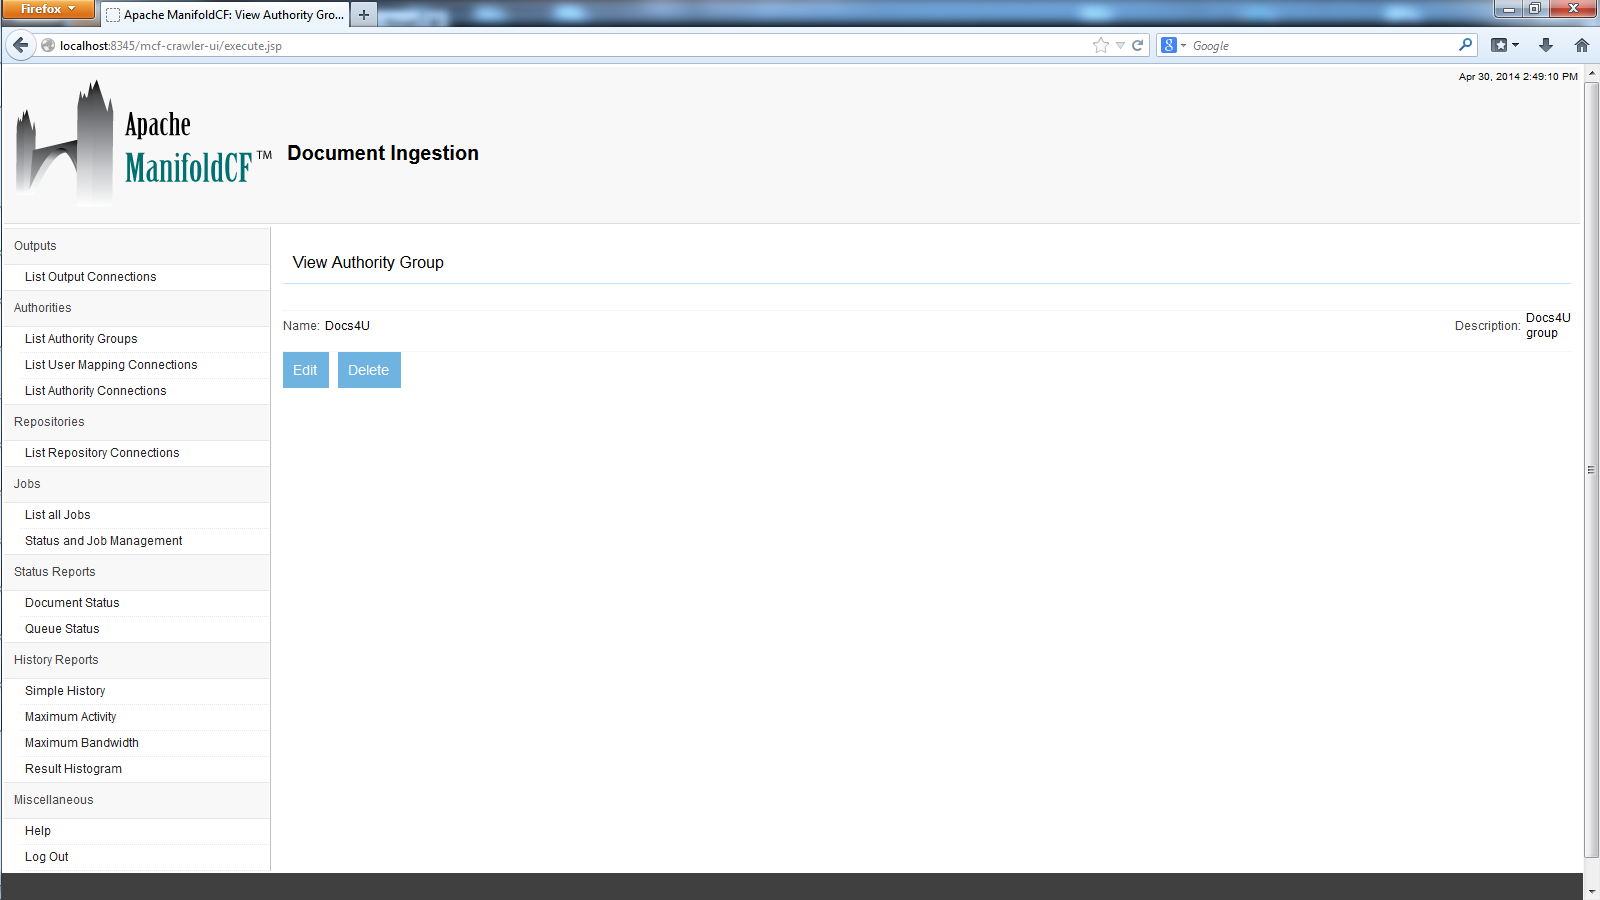 Firefox
Apache ManifoldCF: View Authority Gro...
localhost:8345/mcf-crawler-ui/execute.jsp
Google
Apr 30, 2014 2:49:10 PM
Apache
ManifoldCF™
Document Ingestion
Outputs
List Output Connections
Authorities
List Authority Groups
List User Mapping Connections
List Authority Connections
Repositories
List Repository Connections
Jobs
List all Jobs
Status and Job Management
Status Reports
Document Status
Queue Status
History Reports
Simple History
Maximum Activity
Maximum Bandwidth
Result Histogram
Miscellaneous
Help
Log Out
View Authority Group
Name: Docs4U
Description: Docs4U
group
Edit Delete